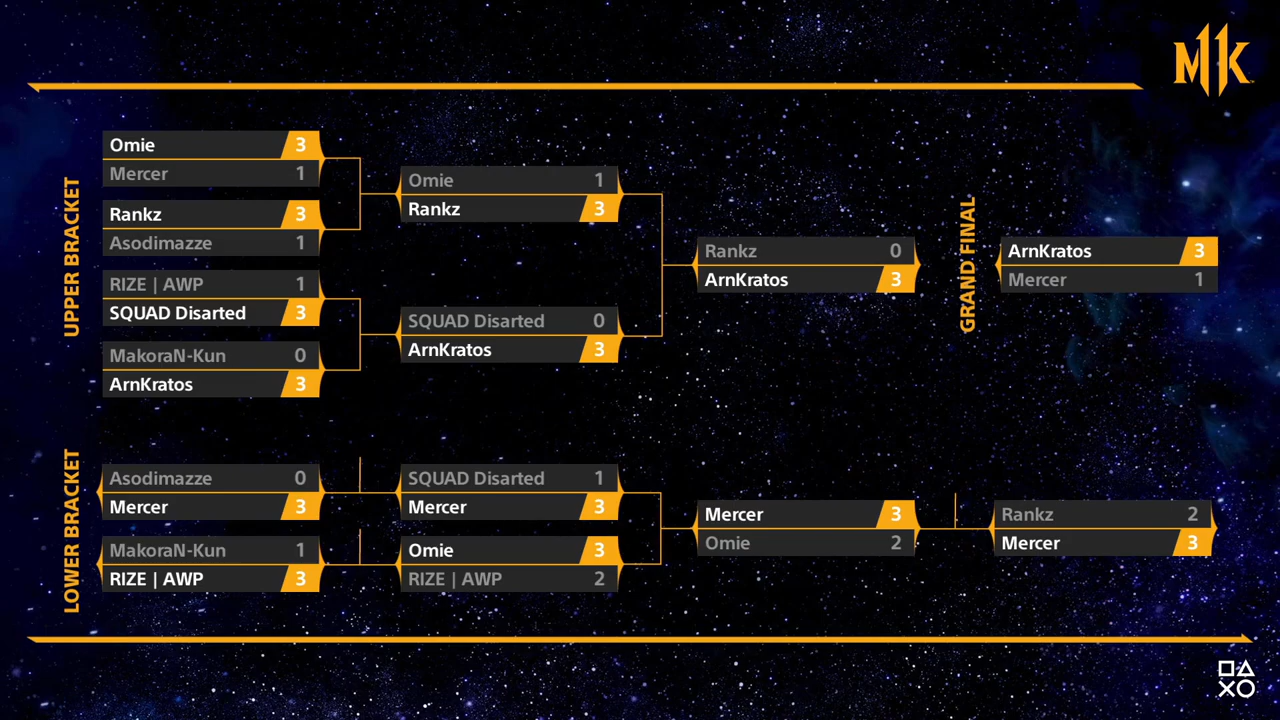 MK
UPPER BRACKET
Omie 3
Mercer 1
Rankz 3
Asodimazze 1
RIZE | AWP 1
SQUAD Disarted 3
MakoraN-Kun 0
ArnKratos 3
Omie 1
Rankz 3
SQUAD Disarted 0
ArnKratos 3
Rankz 0
ArnKratos 3
GRAND FINAL
ArnKratos 3
Mercer 1
LOWER BRACKET
Asodimazze 0
Mercer 3
MakoraN-Kun 1
RIZE | AWP 3
SQUAD Disarted 1
Mercer 3
Omie 3
RIZE | AWP 2
Mercer 3
Omie 2
Rankz 2
Mercer 3